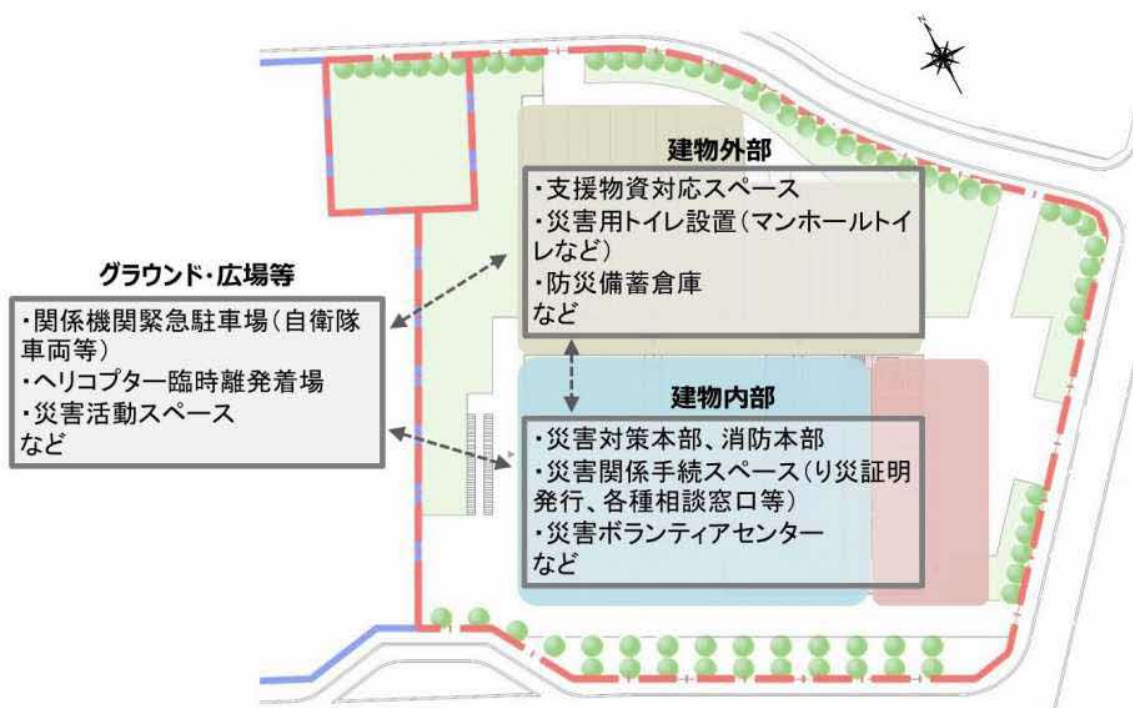 建物外部
・支援物資対応スペース
・災害用トイレ設置(マンホールトイ
レなど)
・防災備蓄倉庫
など
グラウンド・広場等
・関係機関緊急駐車場(自衛隊
車両等)
・ヘリコプター臨時離発着場
・災害活動スペース
など
建物内部
・災害対策本部、消防本部
・災害関係手続スペース(り災証明
発行、各種相談窓口等)
・災害ボランティアセンター
など